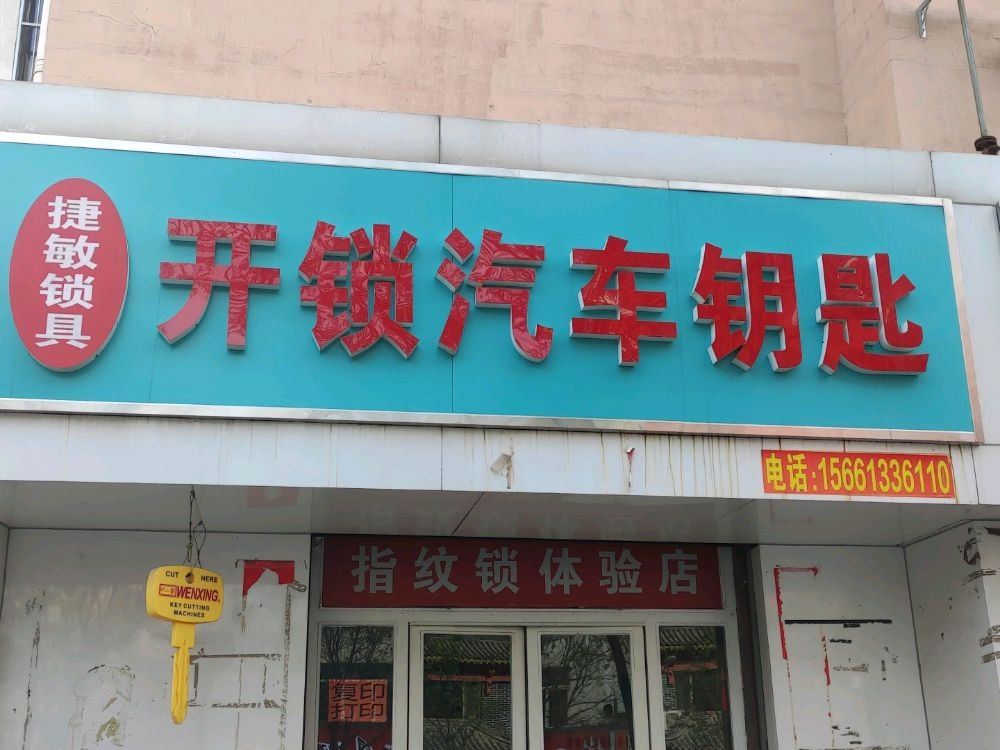 捷敏锁具
开锁汽车钥匙
电话:15661336110
指纹锁体验店
CUT HERE
WENXING
KEY CUTTING
MACHINES
复印
打印